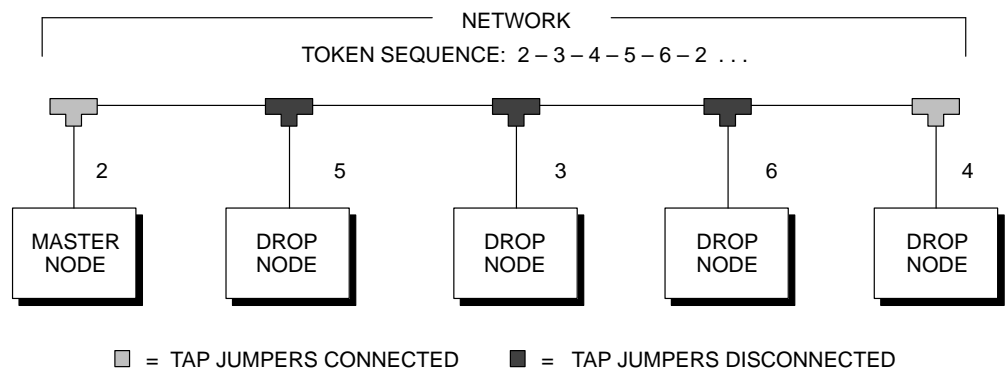 NETWORK
TOKEN SEQUENCE: 2 – 3 – 4 – 5 – 6 – 2 . . .
2
5
3
6
4
MASTER
NODE
DROP
NODE
DROP
NODE
DROP
NODE
DROP
NODE
= TAP JUMPERS CONNECTED
= TAP JUMPERS DISCONNECTED